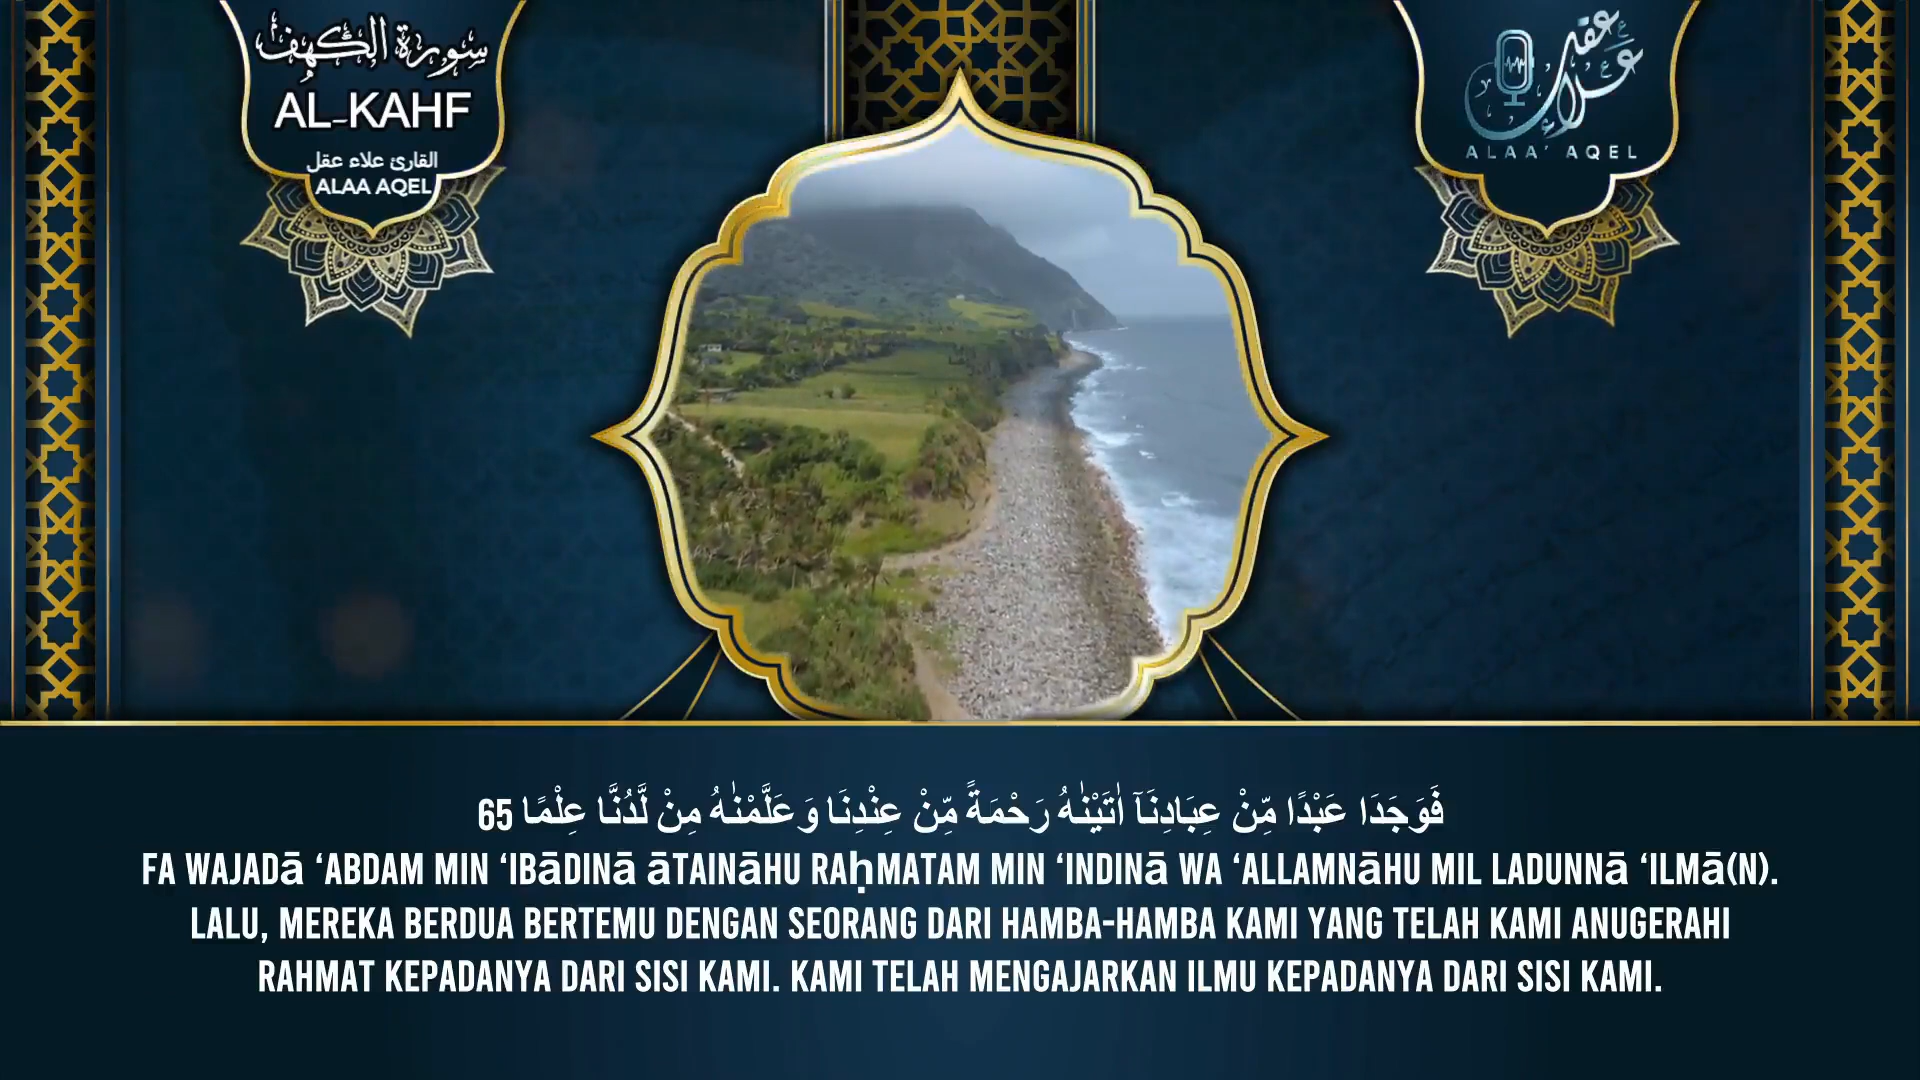 سورة الكهف
AL-KAHF
القارئ علاء عقل
ALAA AQEL
علاء عقل
ALAA' AQEL
فَوَجَدَا عَبْدًا مِّنْ عِبَادِنَآ اٰتَيْنٰهُ رَحْمَةً مِّنْ عِنْدِنَا وَعَلَّمْنٰهُ مِنْ لَّدُنَّا عِلْمًا 65
FA WAJADā ‘ABDAM MIN ‘IBāDINā āTAINāHU RAḥMATAM MIN ‘INDINā WA ‘ALLAMNāHU MIL LADUNNā ‘ILMā(N).
LALU, MEREKA BERDUA BERTEMU DENGAN SEORANG DARI HAMBA-HAMBA KAMI YANG TELAH KAMI ANUGERAHI
RAHMAT KEPADANYA DARI SISI KAMI. KAMI TELAH MENGAJARKAN ILMU KEPADANYA DARI SISI KAMI.